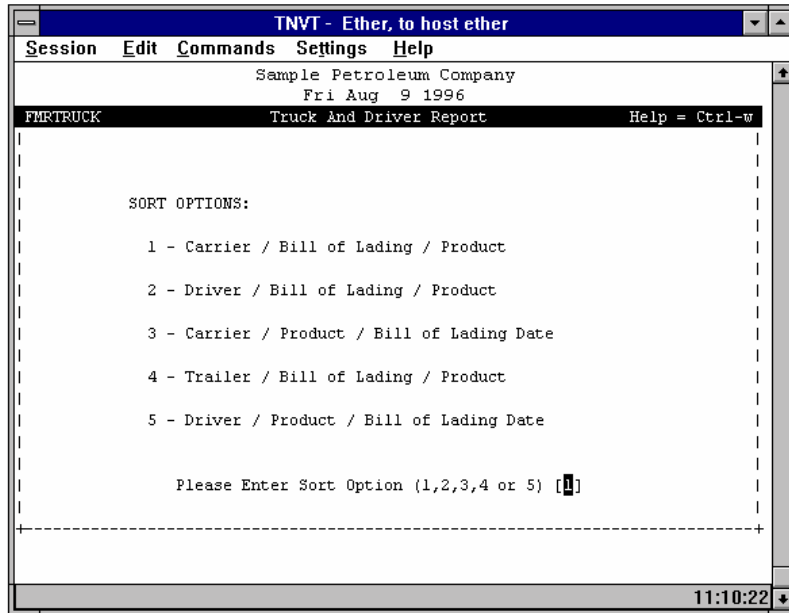 TNVT - Ether, to host ether
Session Edit Commands Settings Help
Sample Petroleum Company
Fri Aug 9 1996
FMRTRUCK Truck And Driver Report Help = Ctrl-w
SORT OPTIONS:
1 - Carrier / Bill of Lading / Product
2 - Driver / Bill of Lading / Product
3 - Carrier / Product / Bill of Lading Date
4 - Trailer / Bill of Lading / Product
5 - Driver / Product / Bill of Lading Date
Please Enter Sort Option (1,2,3,4 or 5) [1]
11:10:22